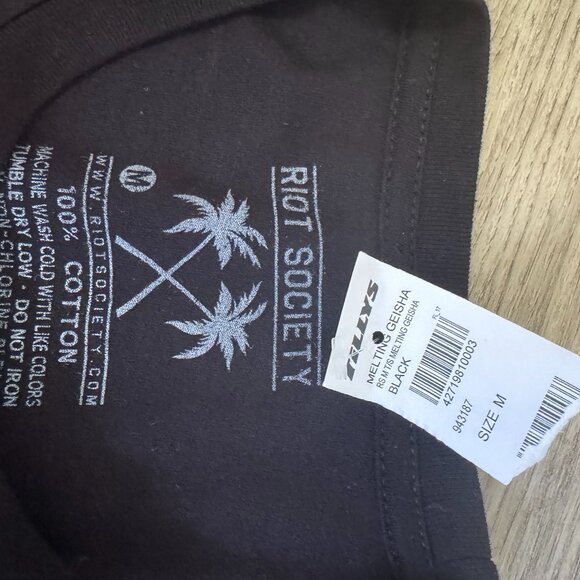 RIOT SOCIETY
M
WWW.RIOTSOCIETY.COM
100% COTTON
MACHINE WASH COLD WITH LIKE COLORS
TUMBLE DRY LOW • DO NOT IRON
TILLYS
MELTING GEISHA
RS M T/S MELTING GEISHA
BLACK
FL_17
42719810003
943187
SIZE M